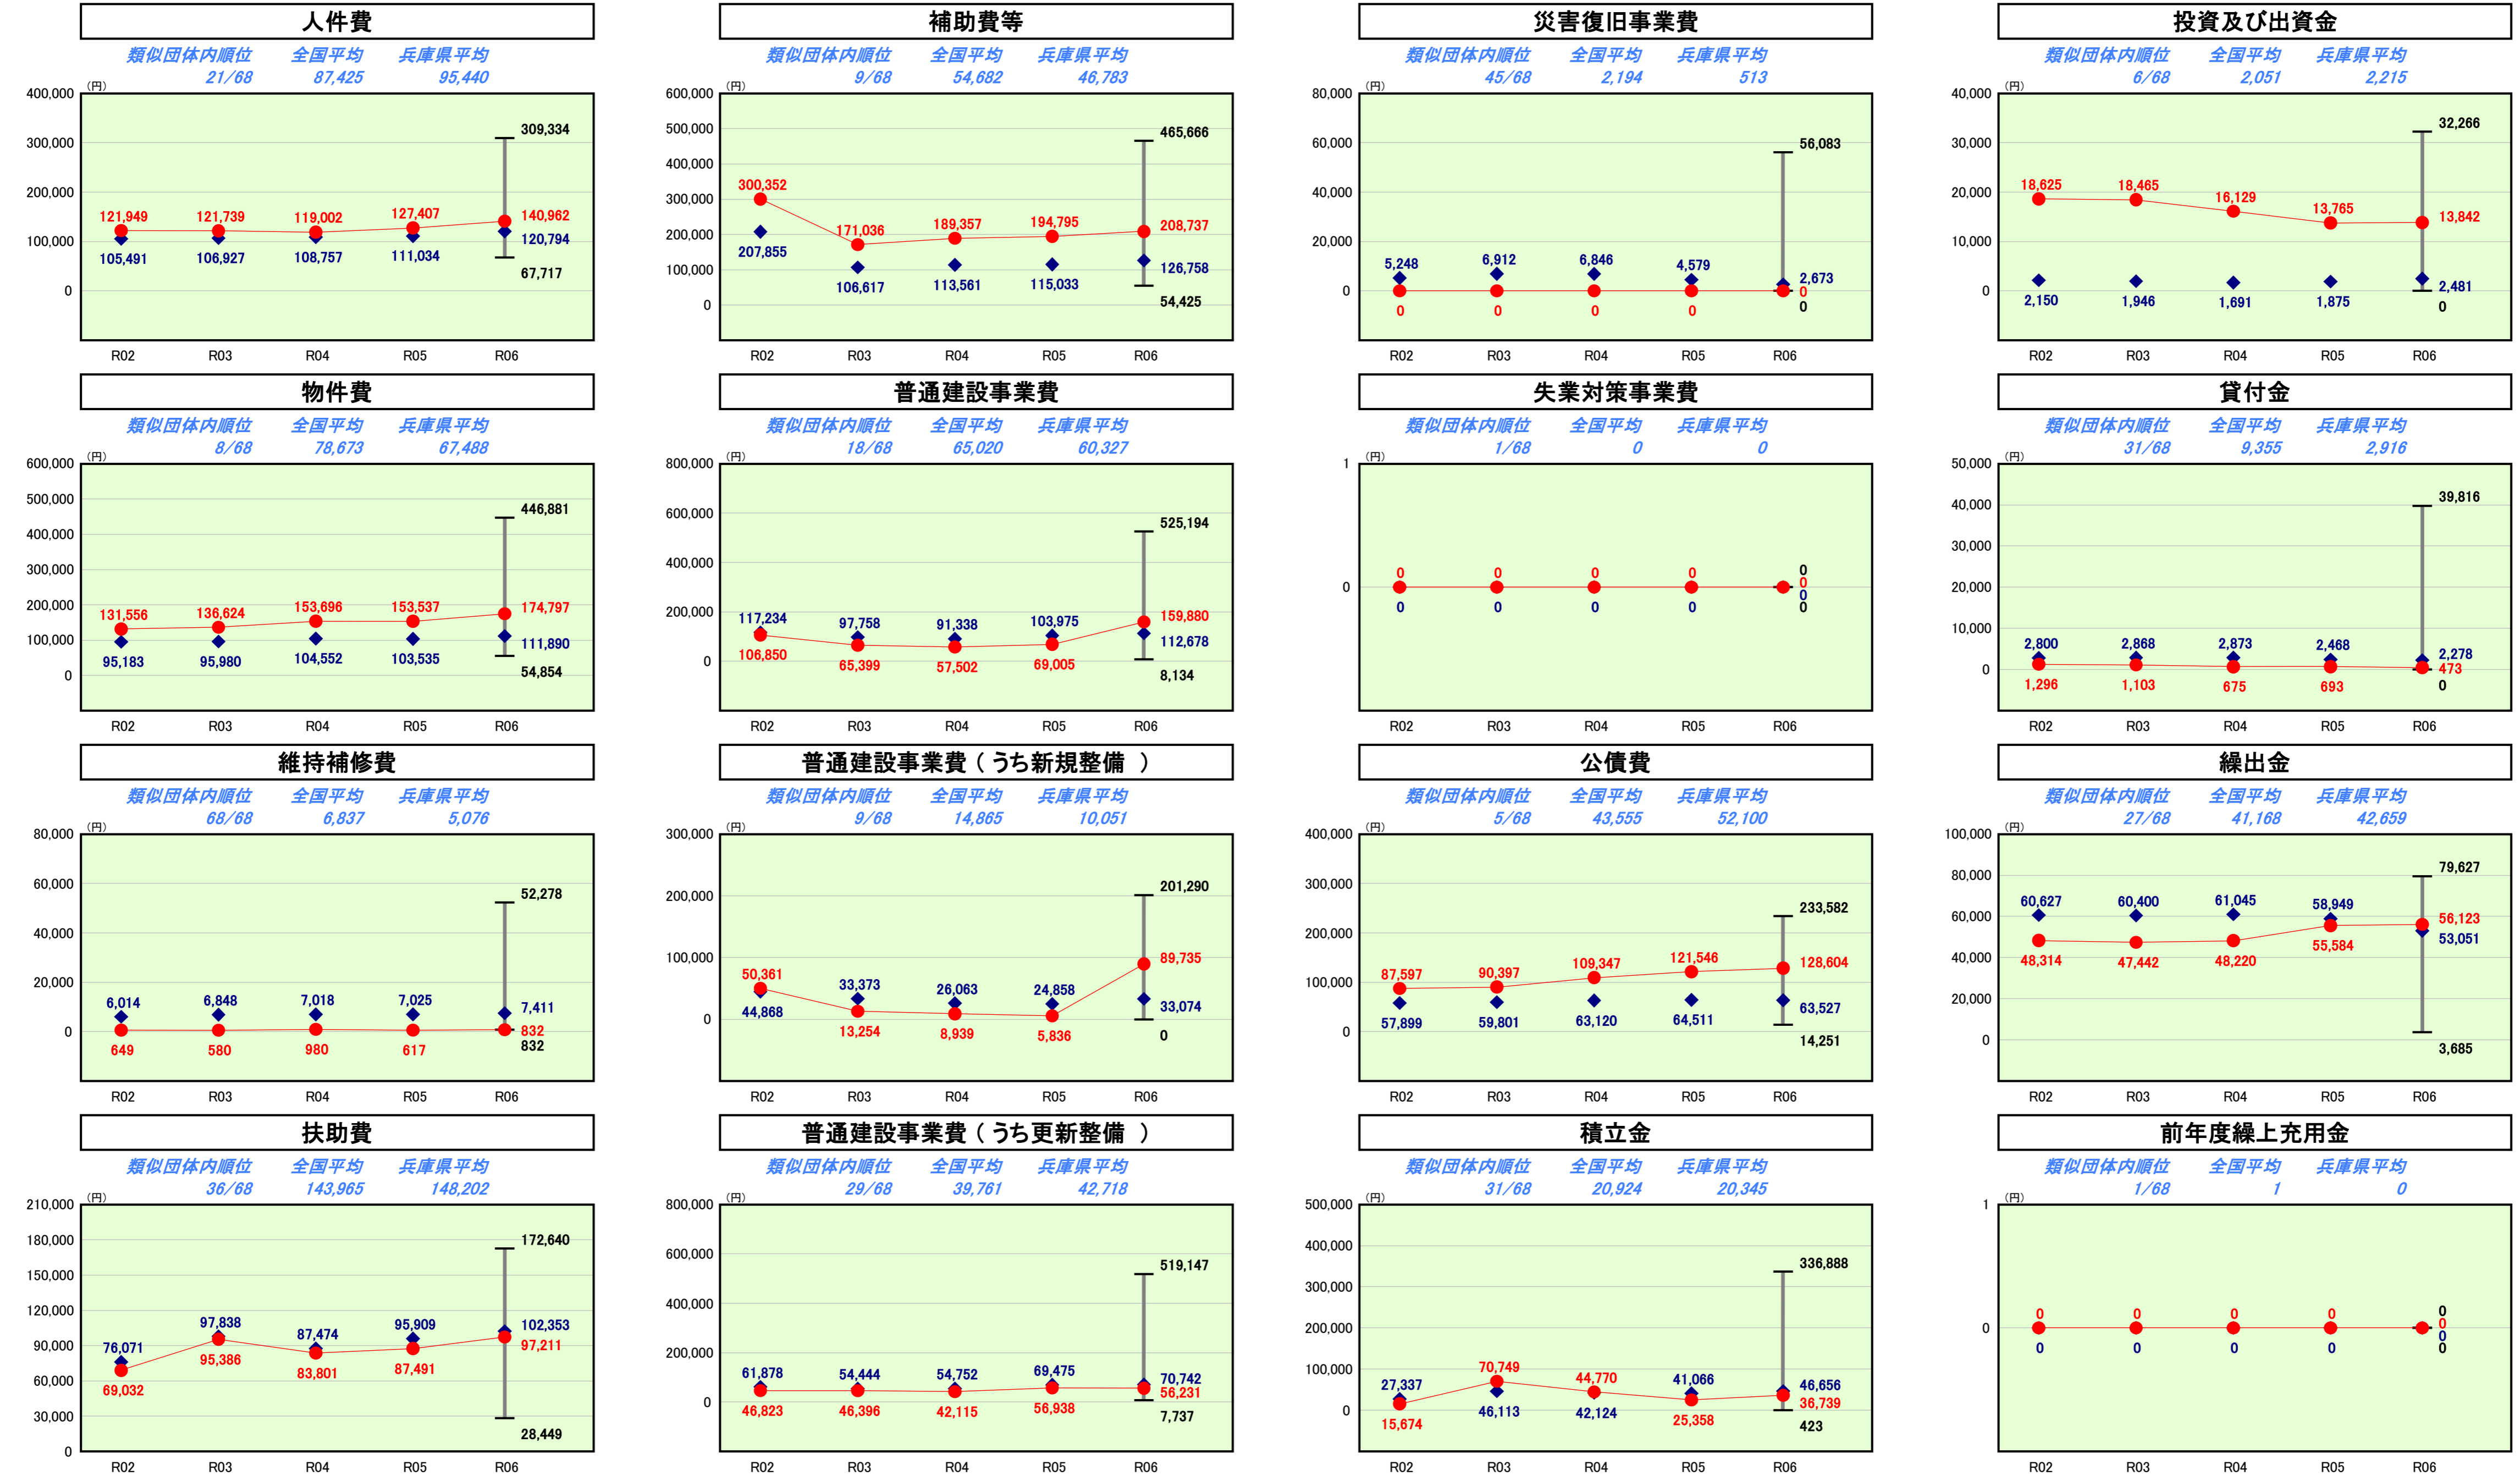 人件費
類似団体内順位 全国平均 兵庫県平均
21/68 87,425 95,440
(円)
400,000
300,000
200,000
100,000
0
121,949 121,739 119,002 127,407 140,962
105,491 106,927 108,757 111,034 120,794
309,334
67,717
R02 R03 R04 R05 R06
補助費等
類似団体内順位 全国平均 兵庫県平均
9/68 54,682 46,783
(円)
600,000
500,000
400,000
300,000
200,000
100,000
0
300,352 171,036 189,357 194,795 208,737
207,855 106,617 113,561 115,033 126,758
465,666
54,425
R02 R03 R04 R05 R06
災害復旧事業費
類似団体内順位 全国平均 兵庫県平均
45/68 2,194 513
(円)
80,000
60,000
40,000
20,000
0
5,248 6,912 6,846 4,579 2,673
0 0 0 0 0
56,083
0
R02 R03 R04 R05 R06
投資及び出資金
類似団体内順位 全国平均 兵庫県平均
6/68 2,051 2,215
(円)
40,000
30,000
20,000
10,000
0
18,625 18,465 16,129 13,765 13,842
2,150 1,946 1,691 1,875 2,481
32,266
0
R02 R03 R04 R05 R06
物件費
類似団体内順位 全国平均 兵庫県平均
8/68 78,673 67,488
(円)
600,000
500,000
400,000
300,000
200,000
100,000
0
131,556 136,624 153,696 153,537 174,797
95,183 95,980 104,552 103,535 111,890
446,881
54,854
R02 R03 R04 R05 R06
普通建設事業費
類似団体内順位 全国平均 兵庫県平均
18/68 65,020 60,327
(円)
800,000
600,000
400,000
200,000
0
117,234 97,758 91,338 103,975 112,678
106,850 65,399 57,502 69,005 159,880
525,194
8,134
R02 R03 R04 R05 R06
失業対策事業費
類似団体内順位 全国平均 兵庫県平均
1/68 0 0
(円)
1
0
0 0 0 0 0
0 0 0 0 0
0
0
R02 R03 R04 R05 R06
貸付金
類似団体内順位 全国平均 兵庫県平均
31/68 9,355 2,916
(円)
50,000
40,000
30,000
20,000
10,000
0
2,800 2,868 2,873 2,468 2,278
1,296 1,103 675 693 473
39,816
0
R02 R03 R04 R05 R06
維持補修費
類似団体内順位 全国平均 兵庫県平均
68/68 6,837 5,076
(円)
80,000
60,000
40,000
20,000
0
6,014 6,848 7,018 7,025 7,411
649 580 980 617 832
52,278
832
R02 R03 R04 R05 R06
普通建設事業費(うち新規整備 )
類似団体内順位 全国平均 兵庫県平均
9/68 14,865 10,051
(円)
300,000
200,000
100,000
0
50,361 33,373 26,063 24,858 33,074
44,868 13,254 8,939 5,836 89,735
201,290
0
R02 R03 R04 R05 R06
公債費
類似団体内順位 全国平均 兵庫県平均
5/68 43,555 52,100
(円)
400,000
300,000
200,000
100,000
0
87,597 90,397 109,347 121,546 128,604
57,899 59,801 63,120 64,511 63,527
233,582
14,251
R02 R03 R04 R05 R06
繰出金
類似団体内順位 全国平均 兵庫県平均
27/68 41,168 42,659
(円)
100,000
80,000
60,000
40,000
20,000
0
60,627 60,400 61,045 58,949 53,051
48,314 47,442 48,220 55,584 56,123
79,627
3,685
R02 R03 R04 R05 R06
扶助費
類似団体内順位 全国平均 兵庫県平均
36/68 143,965 148,202
(円)
210,000
180,000
150,000
120,000
90,000
60,000
30,000
0
76,071 97,838 87,474 95,909 102,353
69,032 95,386 83,801 87,491 97,211
172,640
28,449
R02 R03 R04 R05 R06
普通建設事業費(うち更新整備 )
類似団体内順位 全国平均 兵庫県平均
29/68 39,761 42,718
(円)
800,000
600,000
400,000
200,000
0
61,878 54,444 54,752 69,475 70,742
46,823 46,396 42,115 56,938 56,231
519,147
7,737
R02 R03 R04 R05 R06
積立金
類似団体内順位 全国平均 兵庫県平均
31/68 20,924 20,345
(円)
500,000
400,000
300,000
200,000
100,000
0
27,337 70,749 44,770 41,066 46,656
15,674 46,113 42,124 25,358 36,739
336,888
423
R02 R03 R04 R05 R06
前年度繰上充用金
類似団体内順位 全国平均 兵庫県平均
1/68 1 0
(円)
1
0
0 0 0 0 0
0 0 0 0 0
0
0
R02 R03 R04 R05 R06